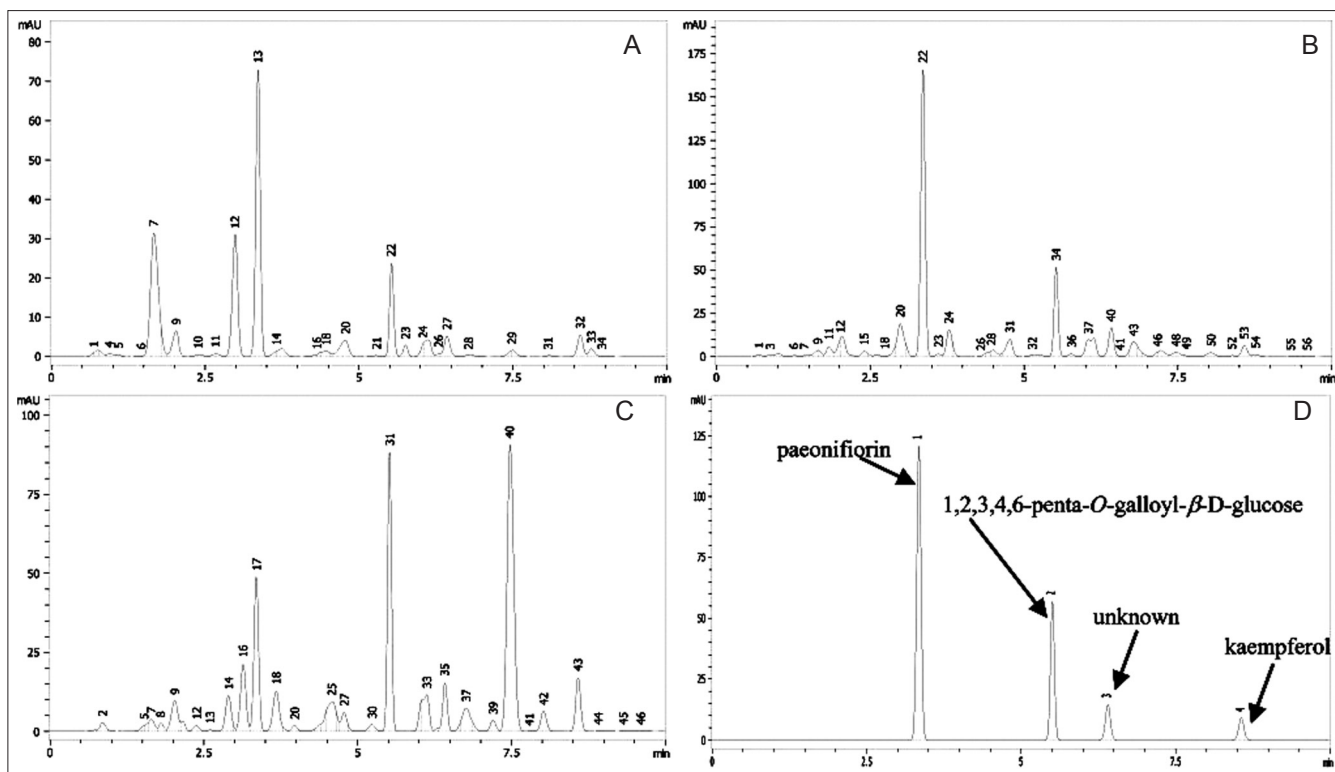 mAU
A
80
70
60
50
40
30
20
10
0
1 4 5 6 7 9 10 11 12 13 14 16 18 20 21 22 23 24 26 27 28 29 31 32 33 34
0 2.5 5 7.5 min
mAU
B
175
150
125
100
75
50
25
0
1 3 6 7 9 11 12 15 18 20 22 23 24 26 28 31 32 34 36 37 40 41 43 46 48 49 50 52 53 54 55 56
0 2.5 5 7.5 min
mAU
C
100
75
50
25
0
2 5 7 8 9 12 13 14 16 17 18 20 25 27 30 31 33 35 37 39 40 41 42 43 44 45 46
0 2.5 5 7.5 min
mAU
D
125
100
75
50
25
0
1 2 3 4
paeonifiorin
1,2,3,4,6-penta-O-galloyl-β-D-glucose
unknown
kaempferol
0 2.5 5 7.5 min